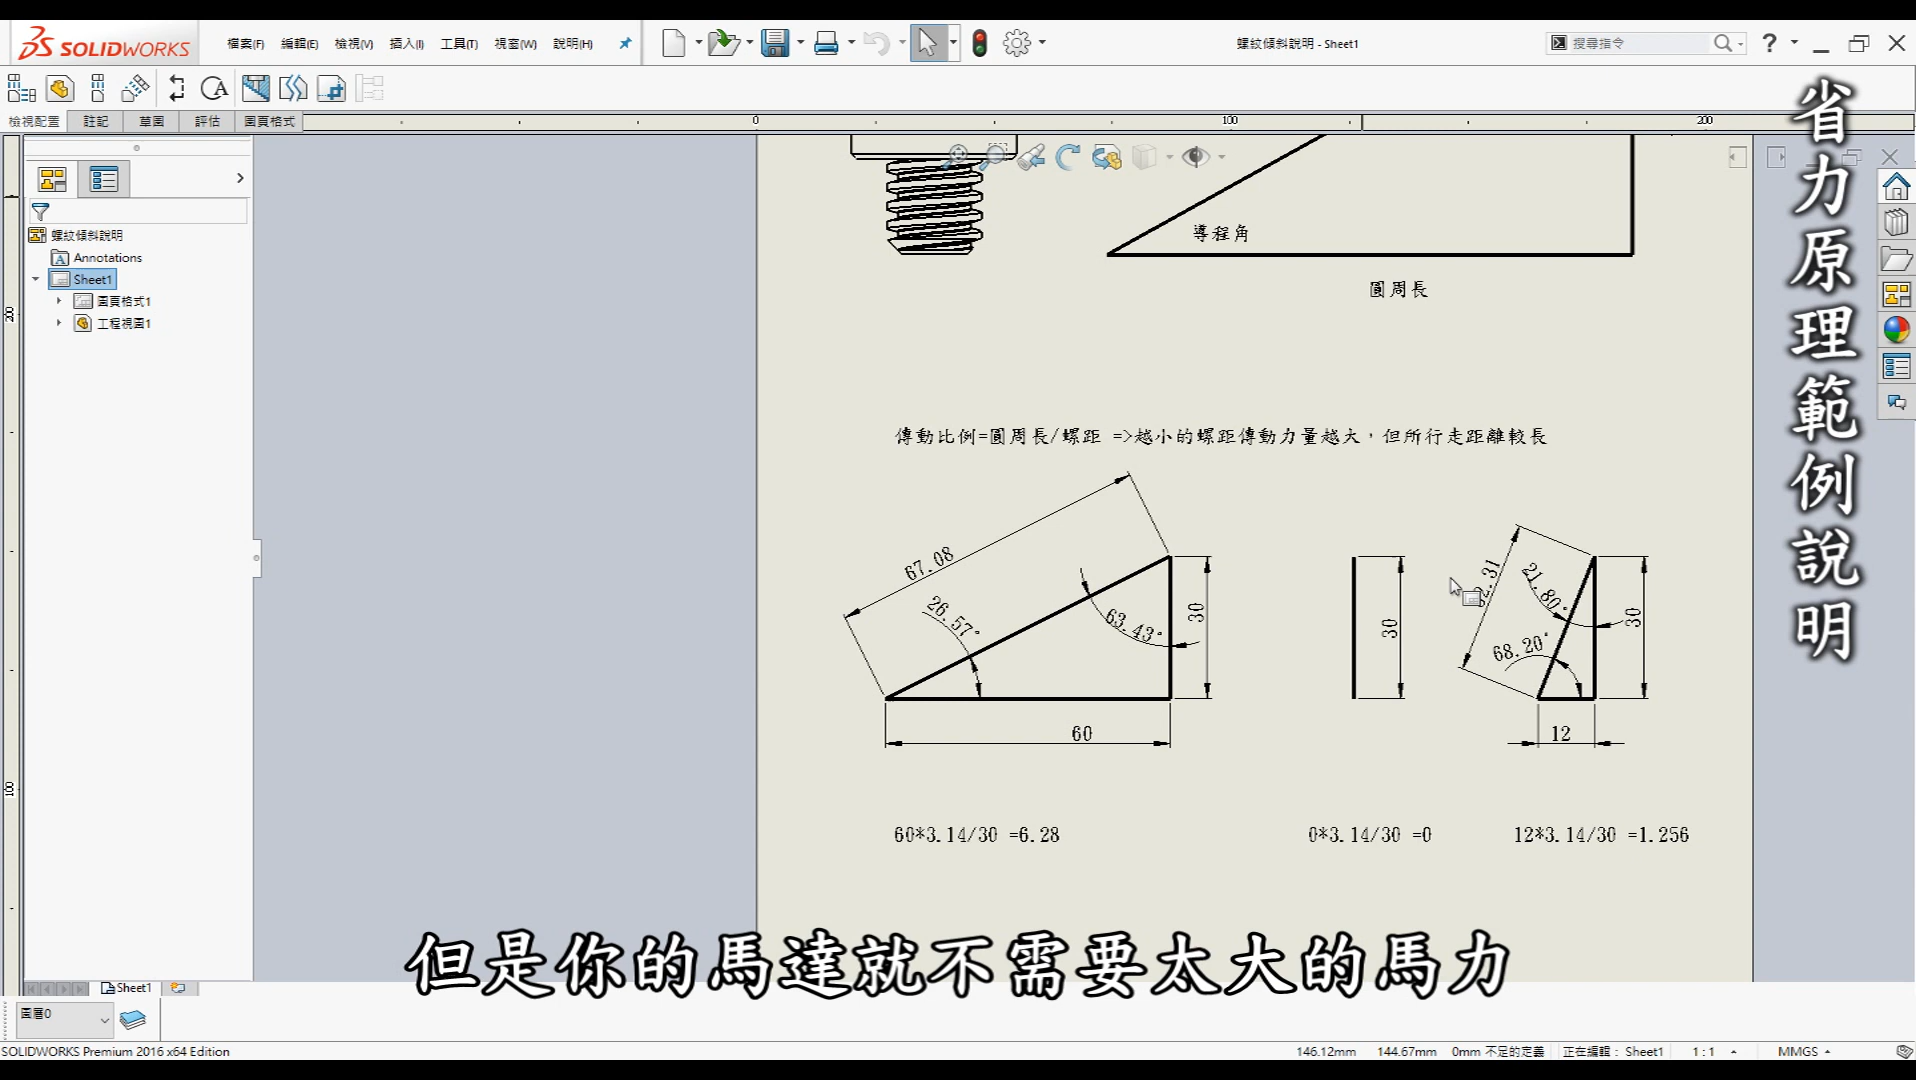 SOLIDWORKS
檔案(F) 編輯(E) 檢視(V) 插入(I) 工具(T) 視窗(W) 說明(H)
螺紋傾斜說明 - Sheet1
搜尋指令
檢視配置 註記 草圖 評估 圖頁格式
0 100 200
省力原理範例說明
螺紋傾斜說明
Annotations
Sheet1
圖頁格式1
工程視圖1
200
100
導程角
圓周長
傳動比例=圓周長/螺距 =>越小的螺距傳動力量越大，但所行走距離較長
67.08
26.57°
63.43°
30
60
30
21.80°
68.20°
30
12
60*3.14/30 =6.28
0*3.14/30 =0
12*3.14/30 =1.256
但是你的馬達就不需要太大的馬力
Sheet1
圖層0
SOLIDWORKS Premium 2016 x64 Edition
146.12mm 144.67mm 0mm 不足的定義 正在編輯： Sheet1 1 : 1 MMGS